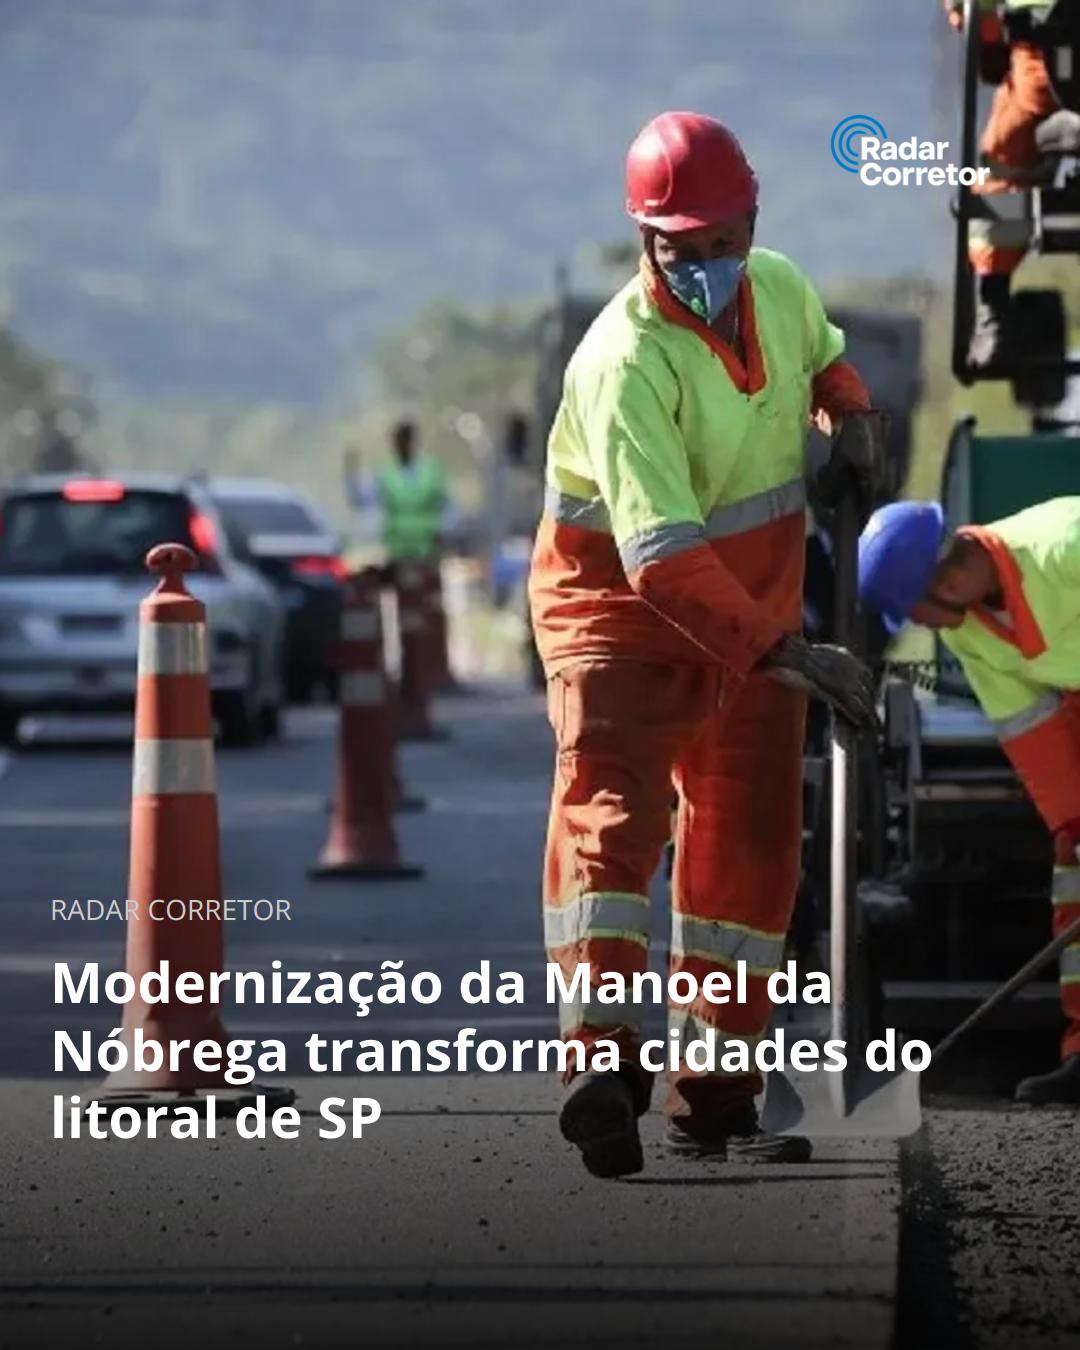 Radar
Corretor
RADAR CORRETOR
Modernização da Manoel da
Nóbrega transforma cidades do
litoral de SP